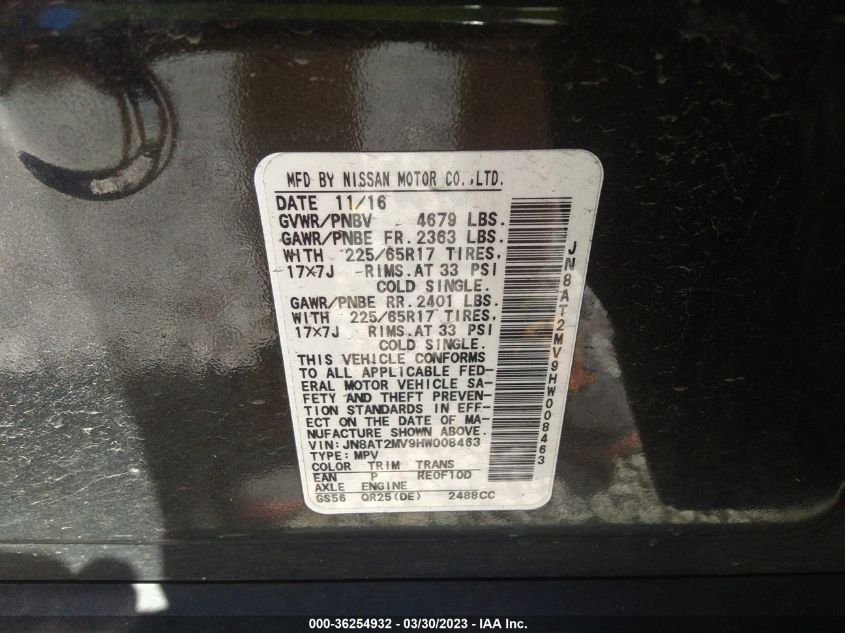 MFD BY NISSAN MOTOR CO.,LTD.
DATE 11/16
GVWR/PNBV 4679 LBS.
GAWR/PNBE FR. 2363 LBS.
WITH 225/65R17 TIRES,
17×7J -RIMS.AT 33 PSI
COLD SINGLE.
GAWR/PNBE RR. 2401 LBS.
WITH 225/65R17 TIRES,
17×7J RIMS.AT 33 PSI
COLD SINGLE.
THIS VEHICLE CONFORMS
TO ALL APPLICABLE FED-
ERAL MOTOR VEHICLE SA-
FETY AND THEFT PREVEN-
TION STANDARDS IN EFF-
ECT ON THE DATE OF MA-
NUFACTURE SHOWN ABOVE.
VIN: JN8AT2MV9HW008463
TYPE: MPV
COLOR TRIM TRANS
EAN P RE0F10D
AXLE ENGINE
GS56 QR25(DE) 2488CC
JN8AT2MV9HW008463
000-36254932 — 03/30/2023 — IAA Inc.